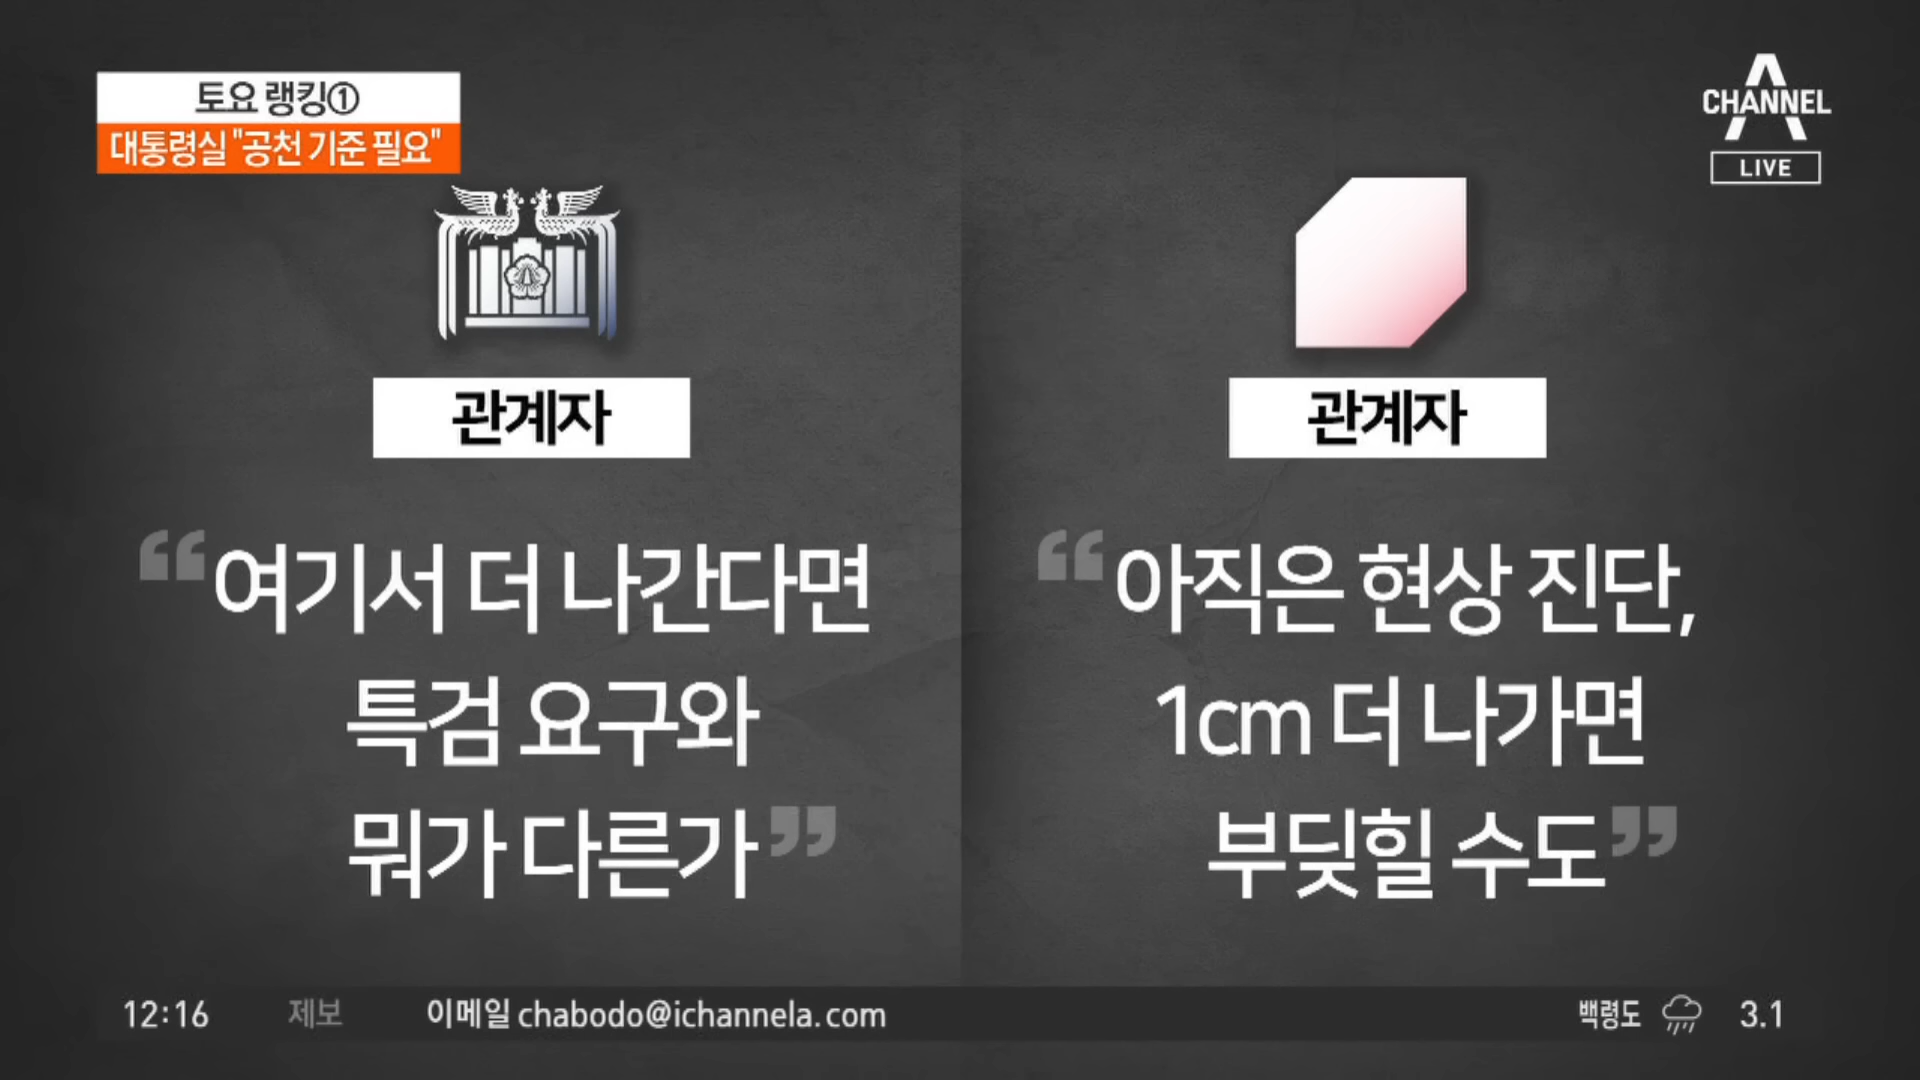 토요 랭킹①
대통령실 "공천 기준 필요"
CHANNEL A
LIVE
관계자
“여기서 더 나간다면
특검 요구와
뭐가 다른가”
관계자
“아직은 현상 진단,
1cm 더 나가면
부딪힐 수도”
12:16 제보 이메일 chabodo@ichannela.com 백령도 3.1